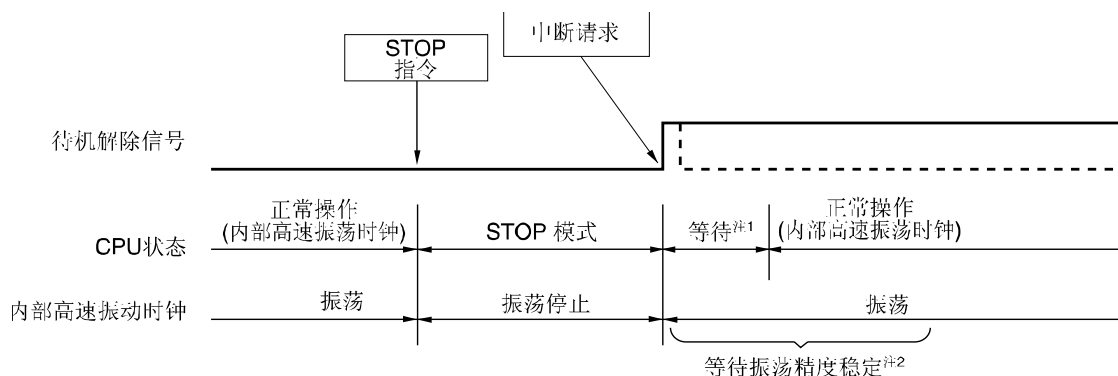 STOP
指令
中断请求
待机解除信号
正常操作
(内部高速振荡时钟)
正常操作
(内部高速振荡时钟)
CPU状态
STOP 模式
等待注1
内部高速振动时钟
振荡
振荡停止
振荡
等待振荡精度稳定注2